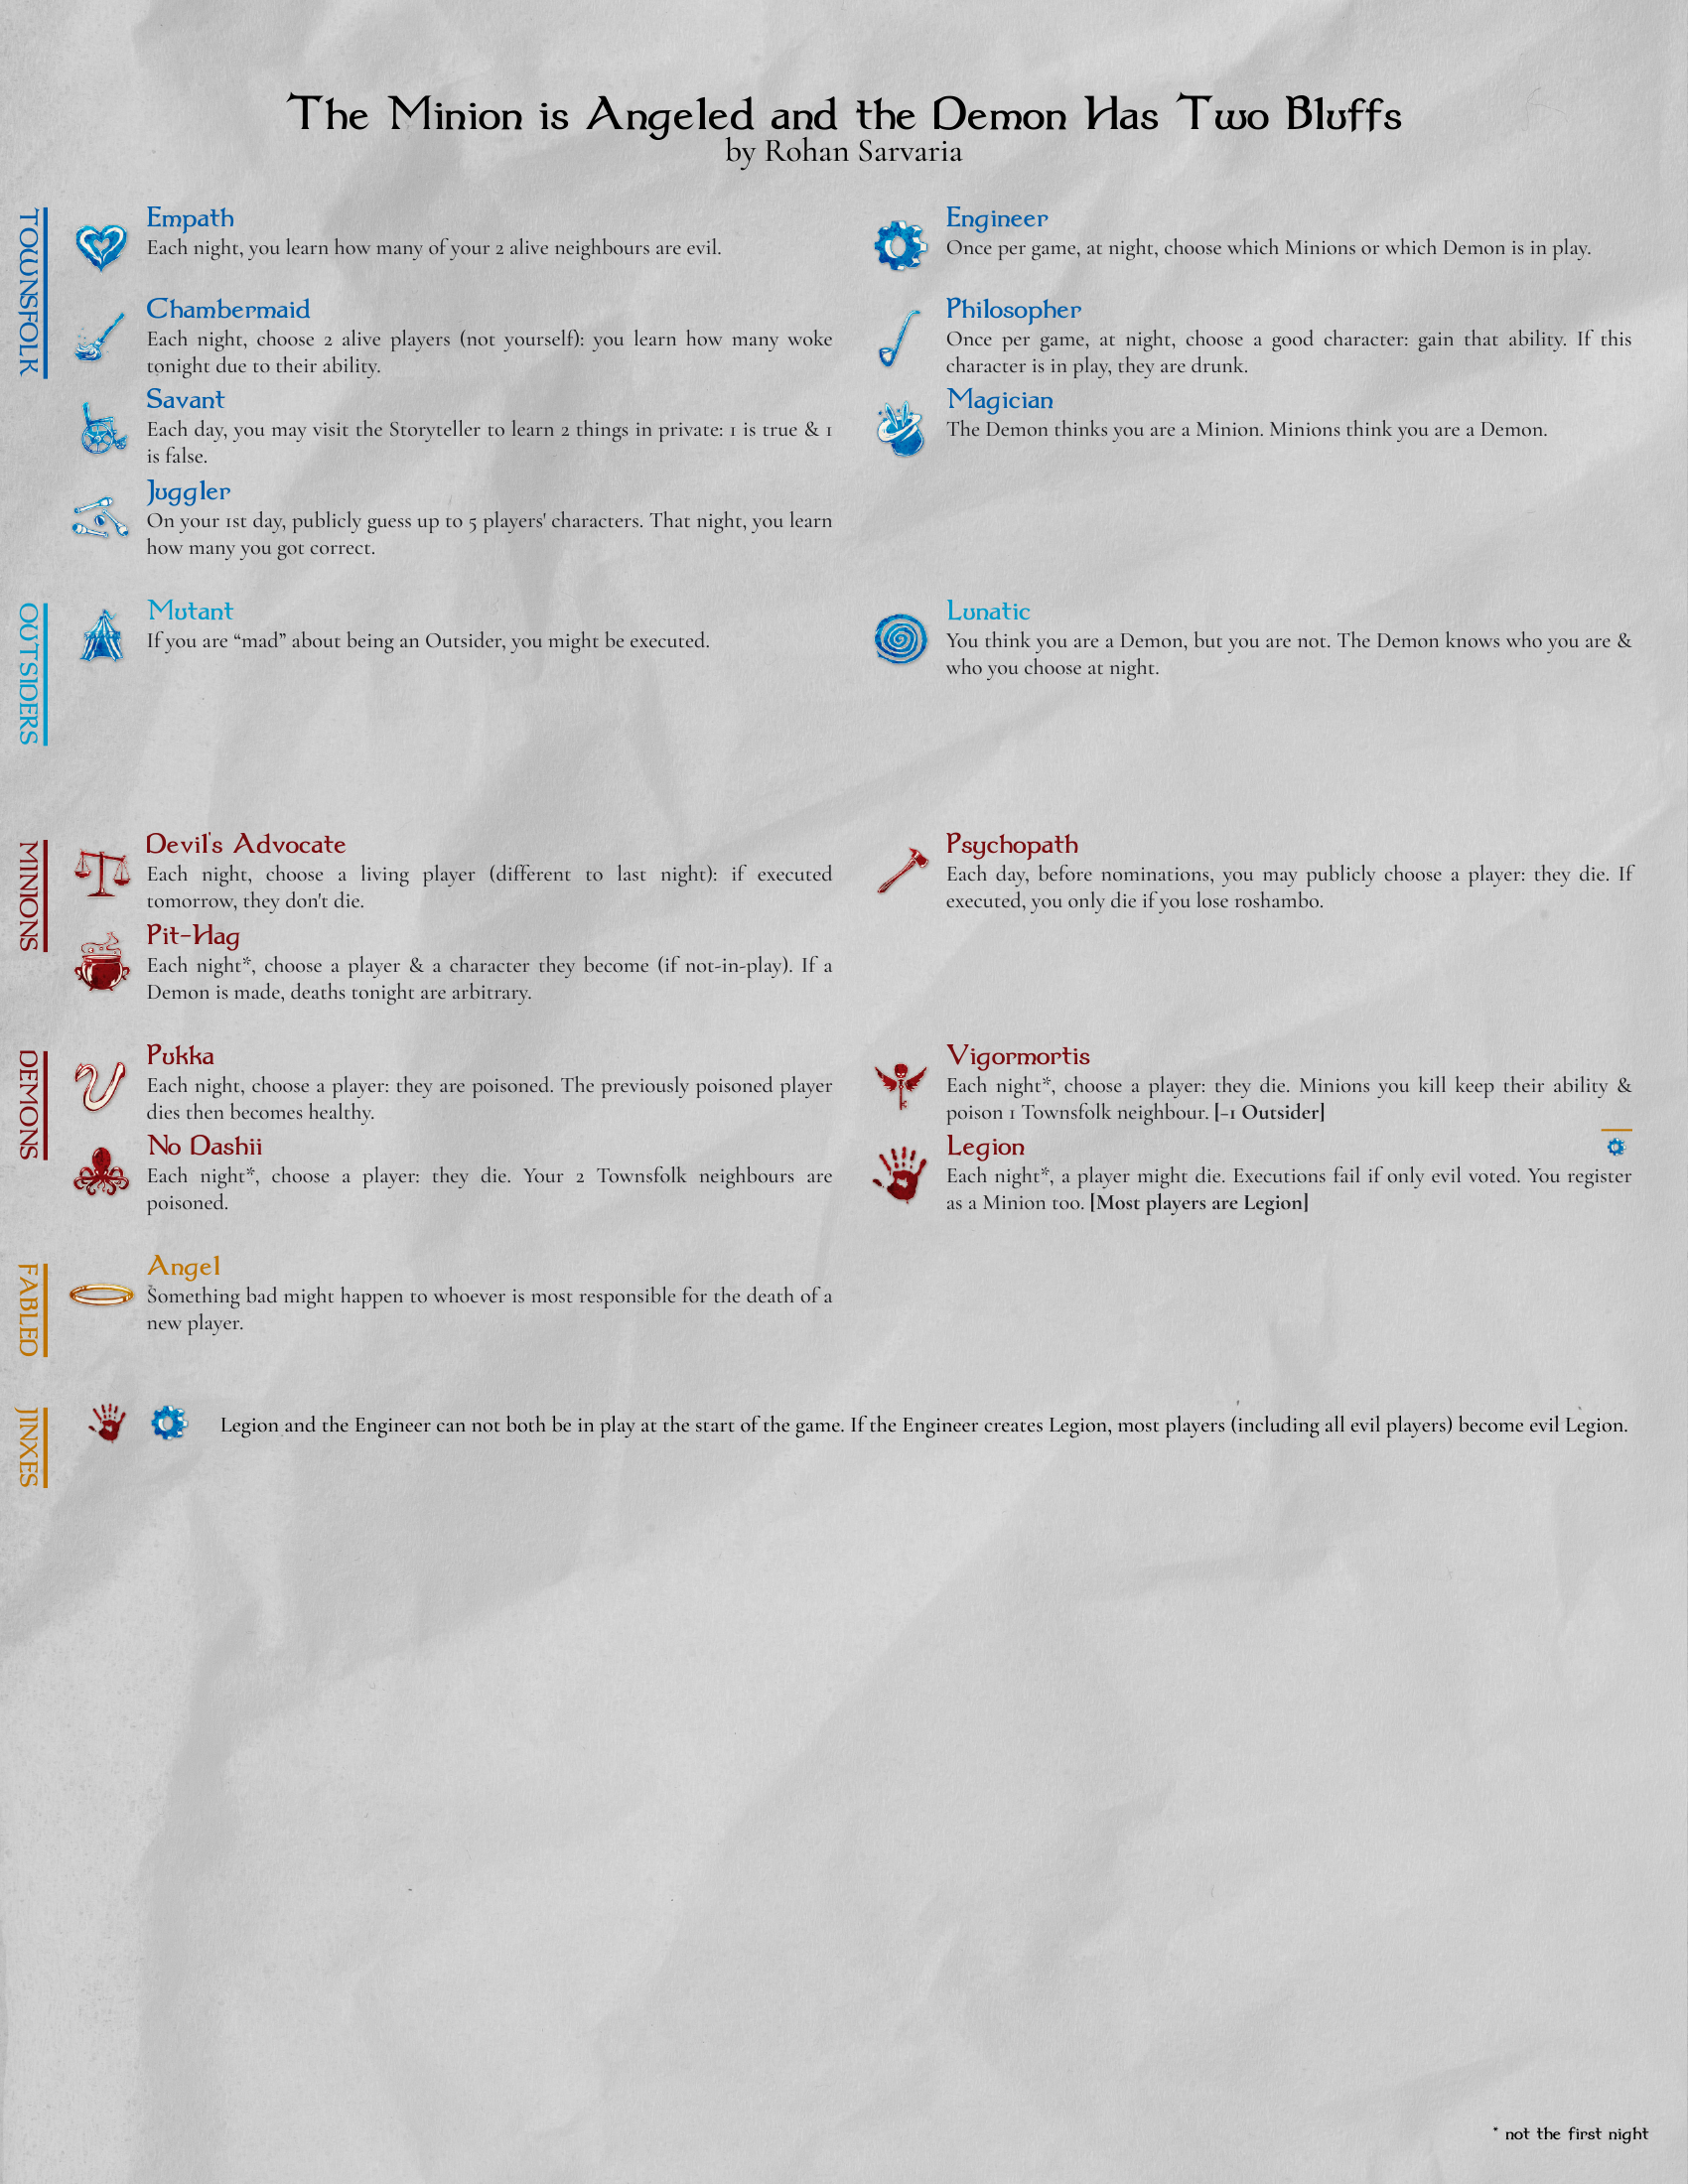 The Minion is Angeled and the Demon Has Two Bluffs
by Rohan Sarvaria
TOWNSFOLK
Empath
Each night, you learn how many of your 2 alive neighbours are evil.
Engineer
Once per game, at night, choose which Minions or which Demon is in play.
Chambermaid
Each night, choose 2 alive players (not yourself): you learn how many woke
tonight due to their ability.
Philosopher
Once per game, at night, choose a good character: gain that ability. If this
character is in play, they are drunk.
Savant
Each day, you may visit the Storyteller to learn 2 things in private: 1 is true & 1
is false.
Magician
The Demon thinks you are a Minion. Minions think you are a Demon.
Juggler
On your 1st day, publicly guess up to 5 players' characters. That night, you learn
how many you got correct.
OUTSIDERS
Mutant
If you are “mad” about being an Outsider, you might be executed.
Lunatic
You think you are a Demon, but you are not. The Demon knows who you are &
who you choose at night.
MINIONS
Devil's Advocate
Each night, choose a living player (different to last night): if executed
tomorrow, they don't die.
Psychopath
Each day, before nominations, you may publicly choose a player: they die. If
executed, you only die if you lose roshambo.
Pit-Hag
Each night*, choose a player & a character they become (if not-in-play). If a
Demon is made, deaths tonight are arbitrary.
DEMONS
Pukka
Each night, choose a player: they are poisoned. The previously poisoned player
dies then becomes healthy.
Vigormortis
Each night*, choose a player: they die. Minions you kill keep their ability &
poison 1 Townsfolk neighbour. [-1 Outsider]
No Dashii
Each night*, choose a player: they die. Your 2 Townsfolk neighbours are
poisoned.
Legion
Each night*, a player might die. Executions fail if only evil voted. You register
as a Minion too. [Most players are Legion]
FABLED
Angel
Something bad might happen to whoever is most responsible for the death of a
new player.
JINXES
Legion and the Engineer can not both be in play at the start of the game. If the Engineer creates Legion, most players (including all evil players) become evil Legion.
* not the first night